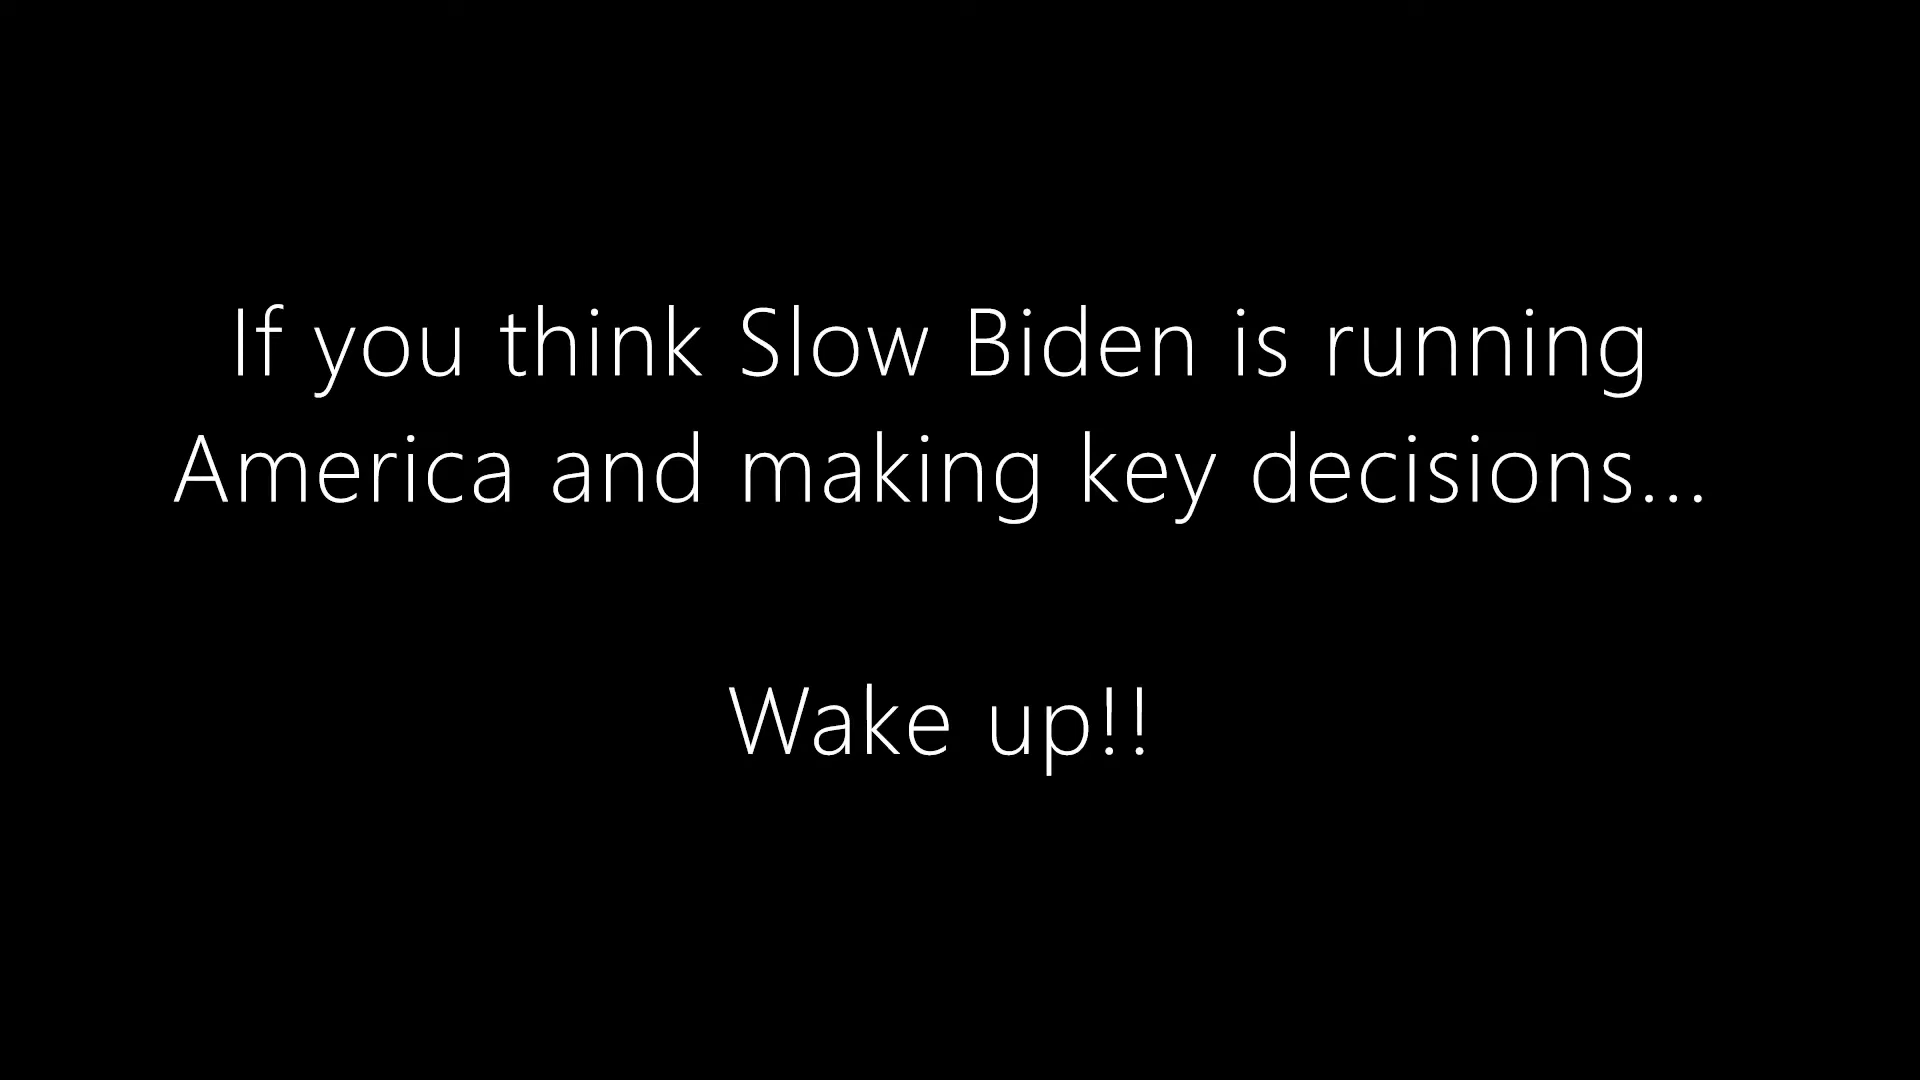 If you think Slow Biden is running
America and making key decisions...
Wake up!!